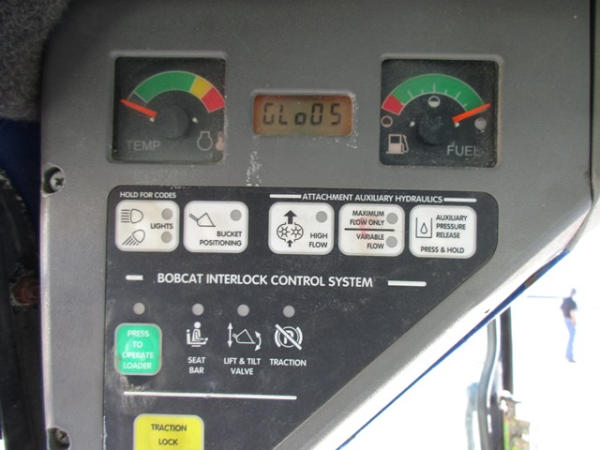 GLo05
TEMP
FUEL
HOLD FOR CODES
ATTACHMENT AUXILIARY HYDRAULICS
LIGHTS
BUCKET
POSITIONING
HIGH
FLOW
MAXIMUM
FLOW ONLY
VARIABLE
FLOW
AUXILIARY
PRESSURE
RELEASE
PRESS & HOLD
BOBCAT INTERLOCK CONTROL SYSTEM
PRESS
TO
OPERATE
LOADER
SEAT
BAR
LIFT & TILT
VALVE
TRACTION
TRACTION
LOCK